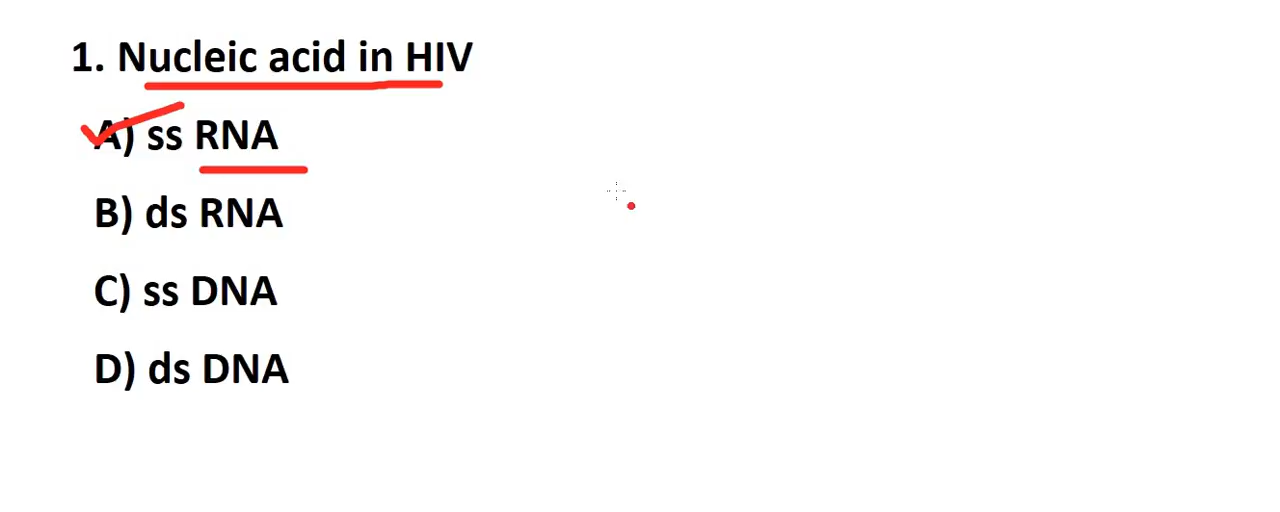 1. Nucleic acid in HIV
A) ss RNA
B) ds RNA
C) ss DNA
D) ds DNA